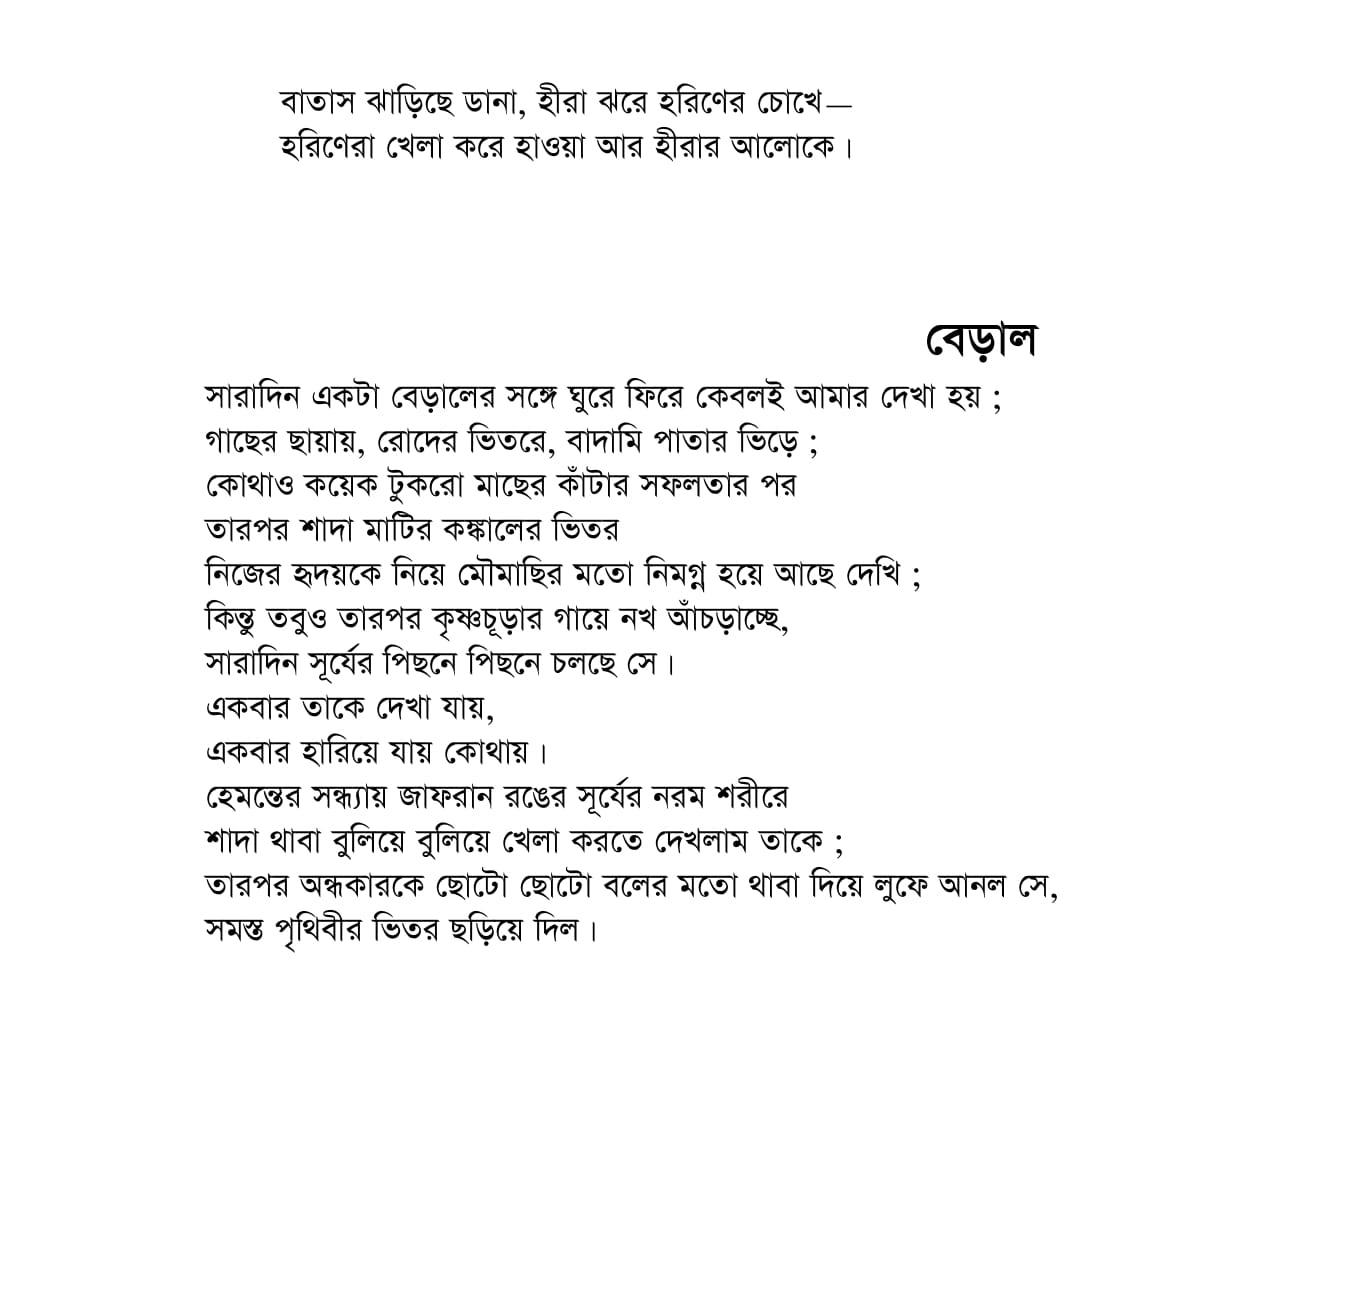 বাতাস ঝাড়িছে ডানা, হীরা ঝরে হরিণের চোখে—
হরিণেরা খেলা করে হাওয়া আর হীরার আলোকে।
বেড়াল
সারাদিন একটা বেড়ালের সঙ্গে ঘুরে ফিরে কেবলই আমার দেখা হয় ;
গাছের ছায়ায়, রোদের ভিতরে, বাদামি পাতার ভিড়ে ;
কোথাও কয়েক টুকরো মাছের কাঁটার সফলতার পর
তারপর শাদা মাটির কঙ্কালের ভিতর
নিজের হৃদয়কে নিয়ে মৌমাছির মতো নিমগ্ন হয়ে আছে দেখি ;
কিন্তু তবুও তারপর কৃষ্ণচূড়ার গায়ে নখ আঁচড়াচ্ছে,
সারাদিন সূর্যের পিছনে পিছনে চলছে সে।
একবার তাকে দেখা যায়,
একবার হারিয়ে যায় কোথায়।
হেমন্তের সন্ধ্যায় জাফরান রঙের সূর্যের নরম শরীরে
শাদা থাবা বুলিয়ে বুলিয়ে খেলা করতে দেখলাম তাকে ;
তারপর অন্ধকারকে ছোটো ছোটো বলের মতো থাবা দিয়ে লুফে আনল সে,
সমস্ত পৃথিবীর ভিতর ছড়িয়ে দিল।